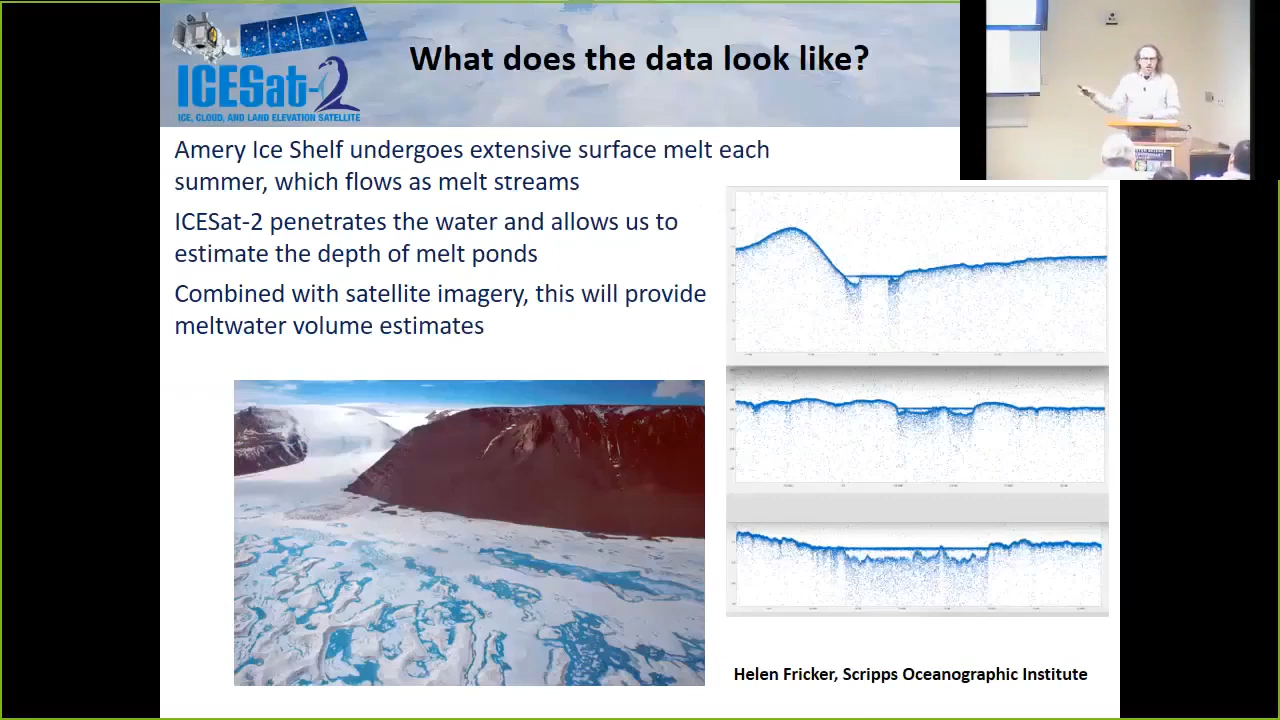 What does the data look like?
ICESat-2
ICE, CLOUD, AND LAND ELEVATION SATELLITE
Amery Ice Shelf undergoes extensive surface melt each
summer, which flows as melt streams
ICESat-2 penetrates the water and allows us to
estimate the depth of melt ponds
Combined with satellite imagery, this will provide
meltwater volume estimates
Helen Fricker, Scripps Oceanographic Institute